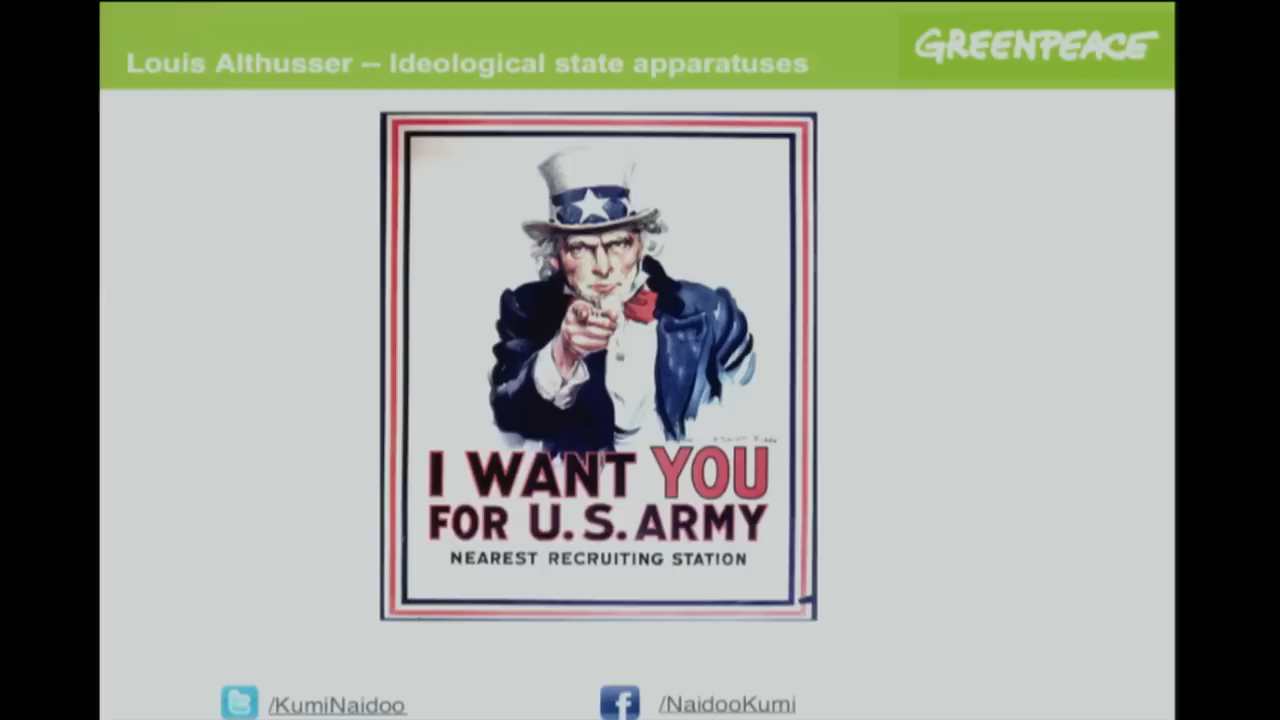 Louis Althusser -- Ideological state apparatuses
GREENPEACE
I WANT YOU
FOR U.S. ARMY
NEAREST RECRUITING STATION
/KumiNaidoo
/NaidooKumi